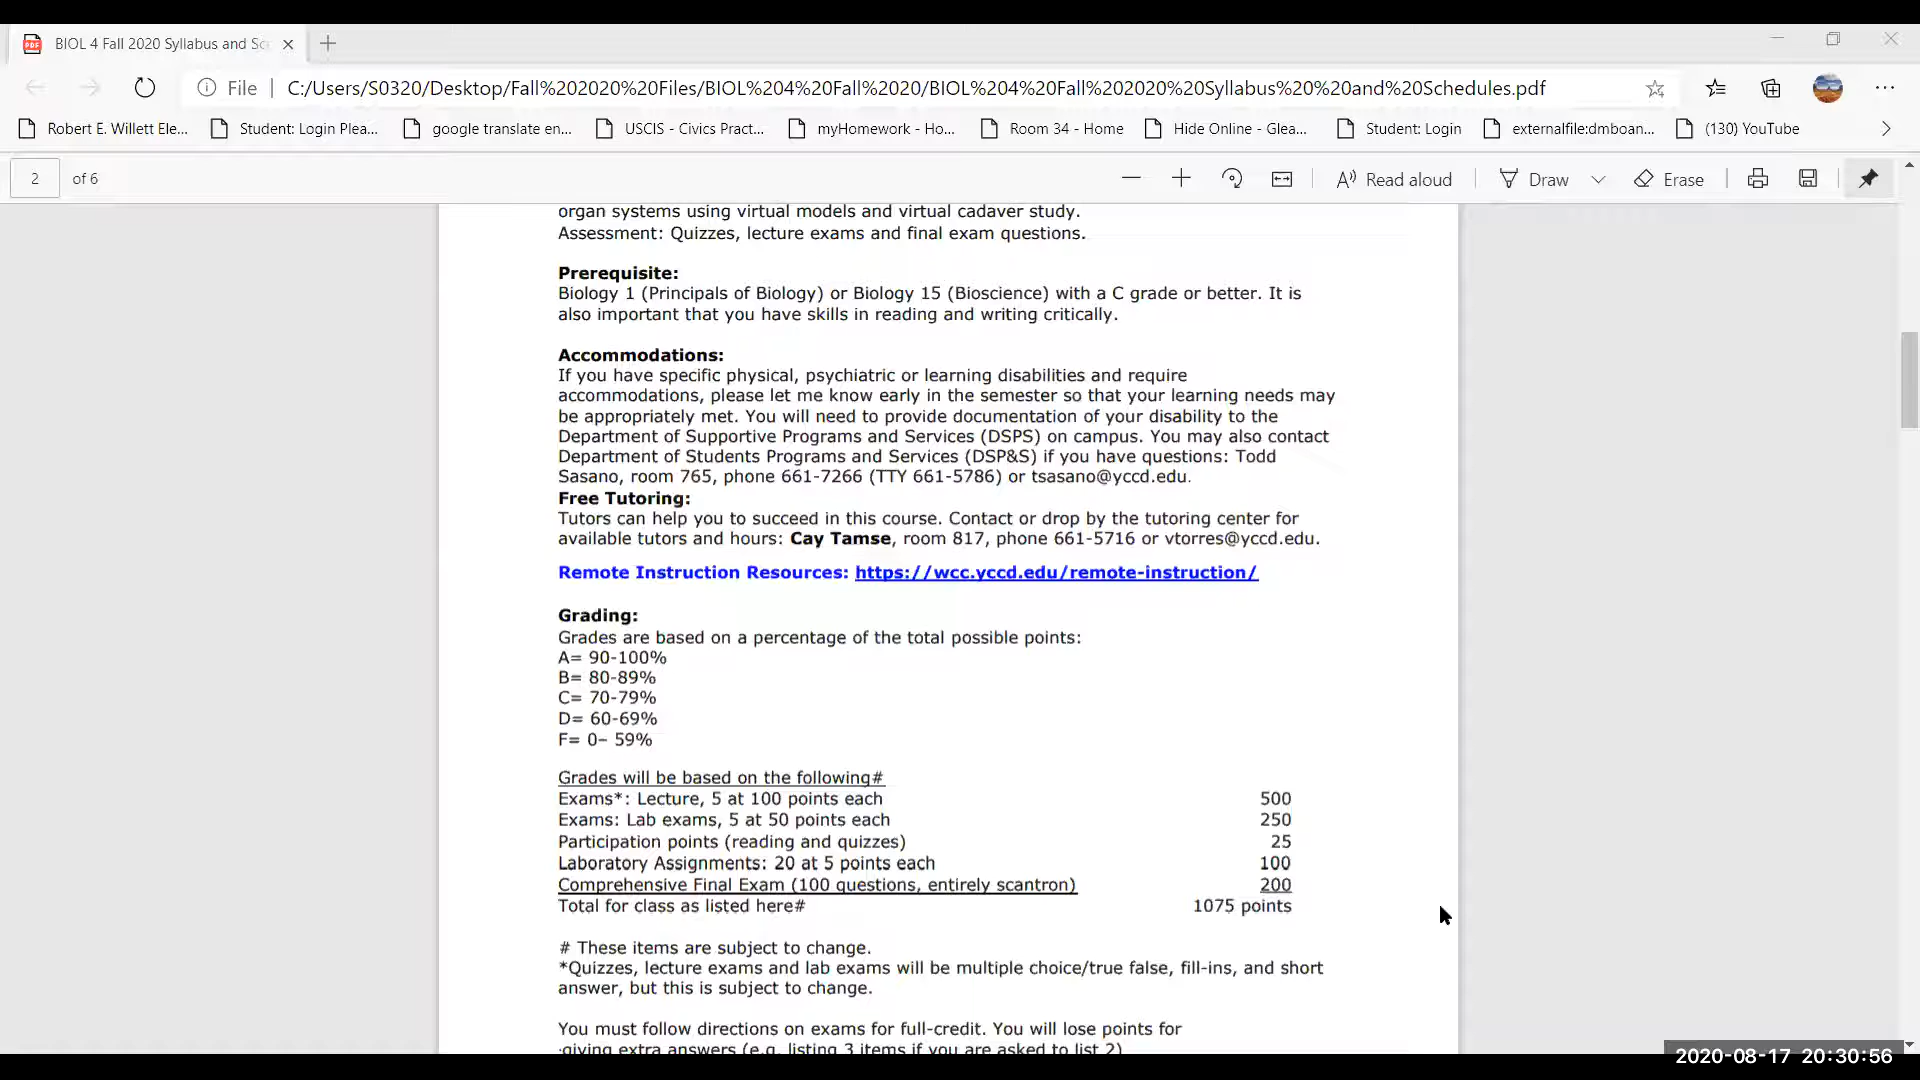 BIOL 4 Fall 2020 Syllabus and Sc
File
C:/Users/S0320/Desktop/Fall%202020%20Files/BIOL%204%20Fall%2020/BIOL%204%20Fall%202020%20Syllabus%20%20and%20Schedules.pdf
Robert E. Willett Ele... Student: Login Plea... google translate en... USCIS - Civics Pract... myHomework - Ho... Room 34 - Home Hide Online - Glea... Student: Login externalfile:dmboan... (130) YouTube
2 of 6 Read aloud Draw Erase
organ systems using virtual models and virtual cadaver study.
Assessment: Quizzes, lecture exams and final exam questions.
Prerequisite:
Biology 1 (Principals of Biology) or Biology 15 (Bioscience) with a C grade or better. It is
also important that you have skills in reading and writing critically.
Accommodations:
If you have specific physical, psychiatric or learning disabilities and require
accommodations, please let me know early in the semester so that your learning needs may
be appropriately met. You will need to provide documentation of your disability to the
Department of Supportive Programs and Services (DSPS) on campus. You may also contact
Department of Students Programs and Services (DSP&S) if you have questions: Todd
Sasano, room 765, phone 661-7266 (TTY 661-5786) or tsasano@yccd.edu.
Free Tutoring:
Tutors can help you to succeed in this course. Contact or drop by the tutoring center for
available tutors and hours: Cay Tamse, room 817, phone 661-5716 or vtorres@yccd.edu.
Remote Instruction Resources: https://wcc.yccd.edu/remote-instruction/
Grading:
Grades are based on a percentage of the total possible points:
A= 90-100%
B= 80-89%
C= 70-79%
D= 60-69%
F= 0– 59%
Grades will be based on the following#
Exams*: Lecture, 5 at 100 points each 500
Exams: Lab exams, 5 at 50 points each 250
Participation points (reading and quizzes) 25
Laboratory Assignments: 20 at 5 points each 100
Comprehensive Final Exam (100 questions, entirely scantron) 200
Total for class as listed here# 1075 points
# These items are subject to change.
*Quizzes, lecture exams and lab exams will be multiple choice/true false, fill-ins, and short
answer, but this is subject to change.
You must follow directions on exams for full-credit. You will lose points for
·giving extra answers (e.g. listing 3 items if you are asked to list 2)
2020-08-17 20:30:56